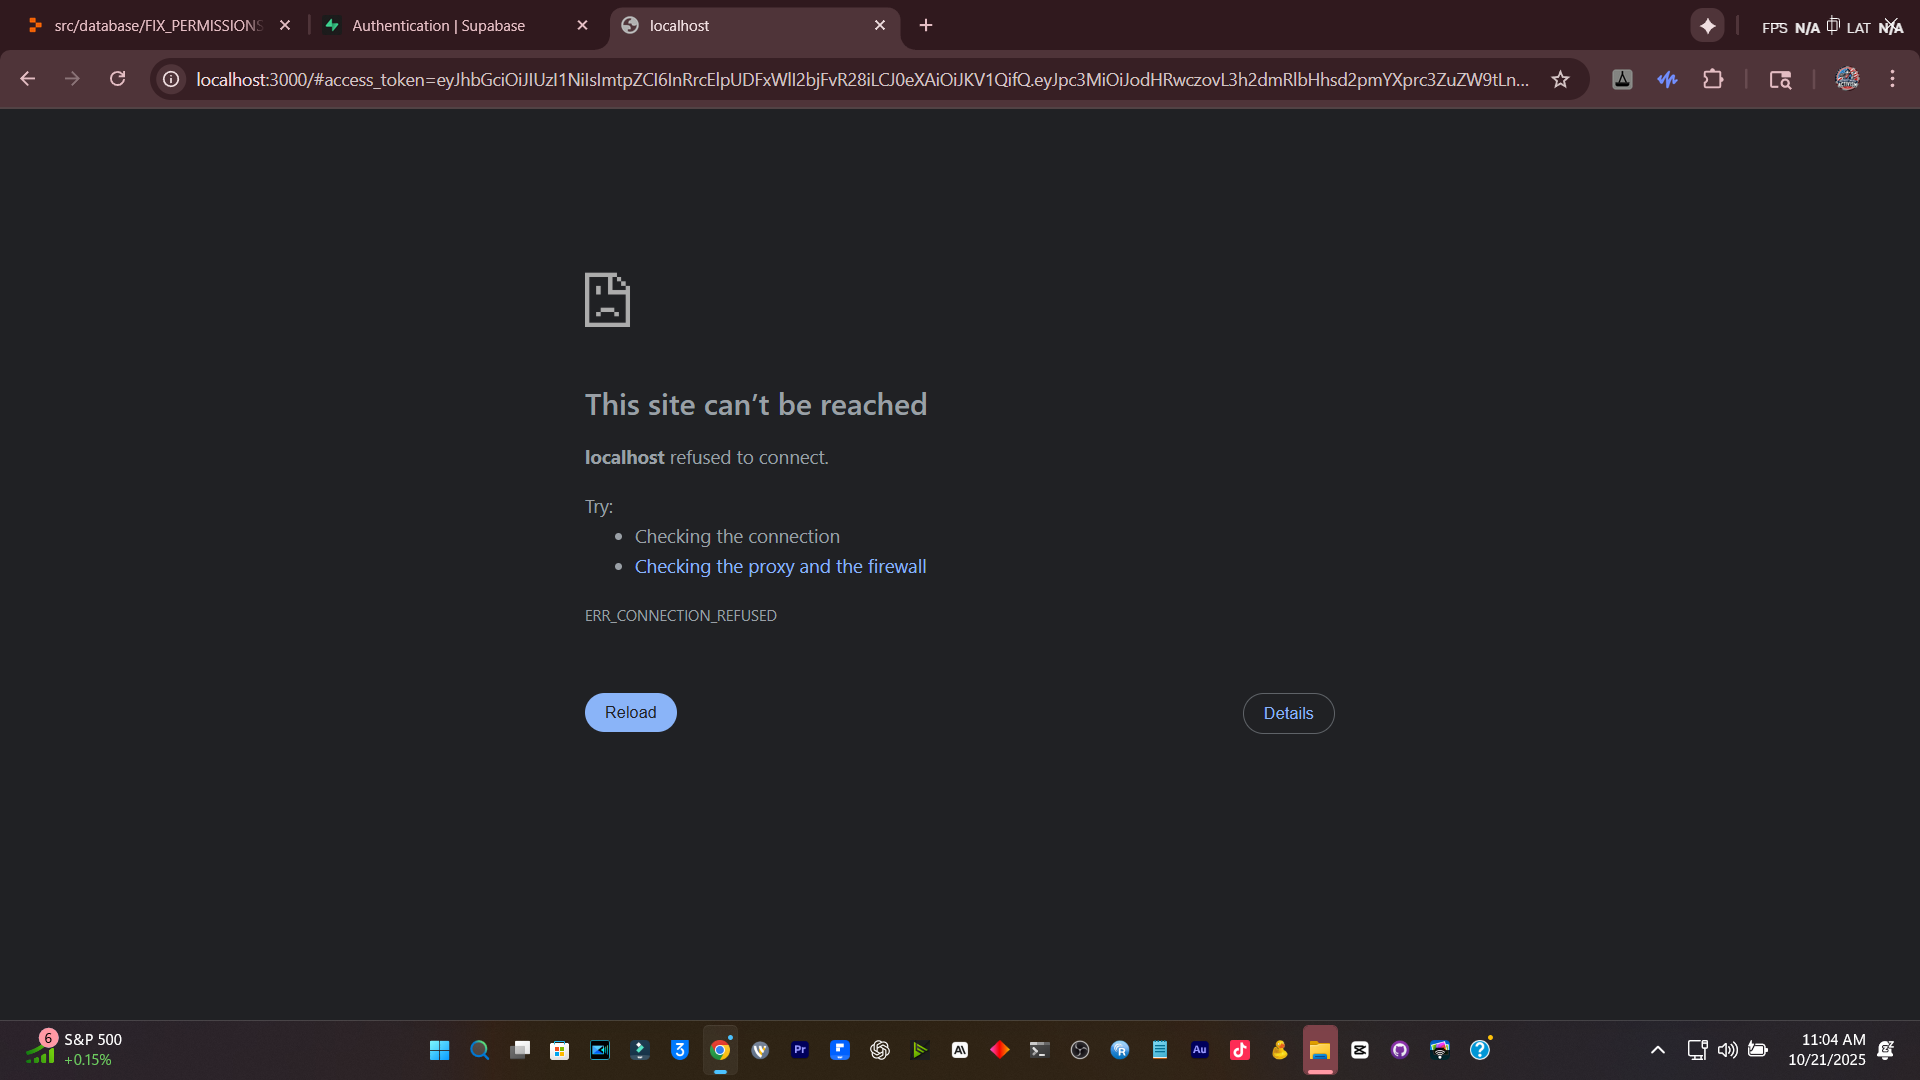 src/database/FIX_PERMISSIONS
Authentication | Supabase
localhost
FPS N/A LAT N/A
localhost:3000/#access_token=eyJhbGciOiJIUzI1NiIsImtpZCI6InRrcElpUDFxWlI2bjFvR28iLCJ0eXAiOiJKV1QifQ.eyJpc3MiOiJodHRwczovL3h2dmRlbHhsd2pmYXprc3ZuZW9tLn...
This site can’t be reached
localhost refused to connect.
Try:
• Checking the connection
• Checking the proxy and the firewall
ERR_CONNECTION_REFUSED
Reload
Details
6
S&P 500
+0.15%
Pr
Au
11:04 AM
10/21/2025